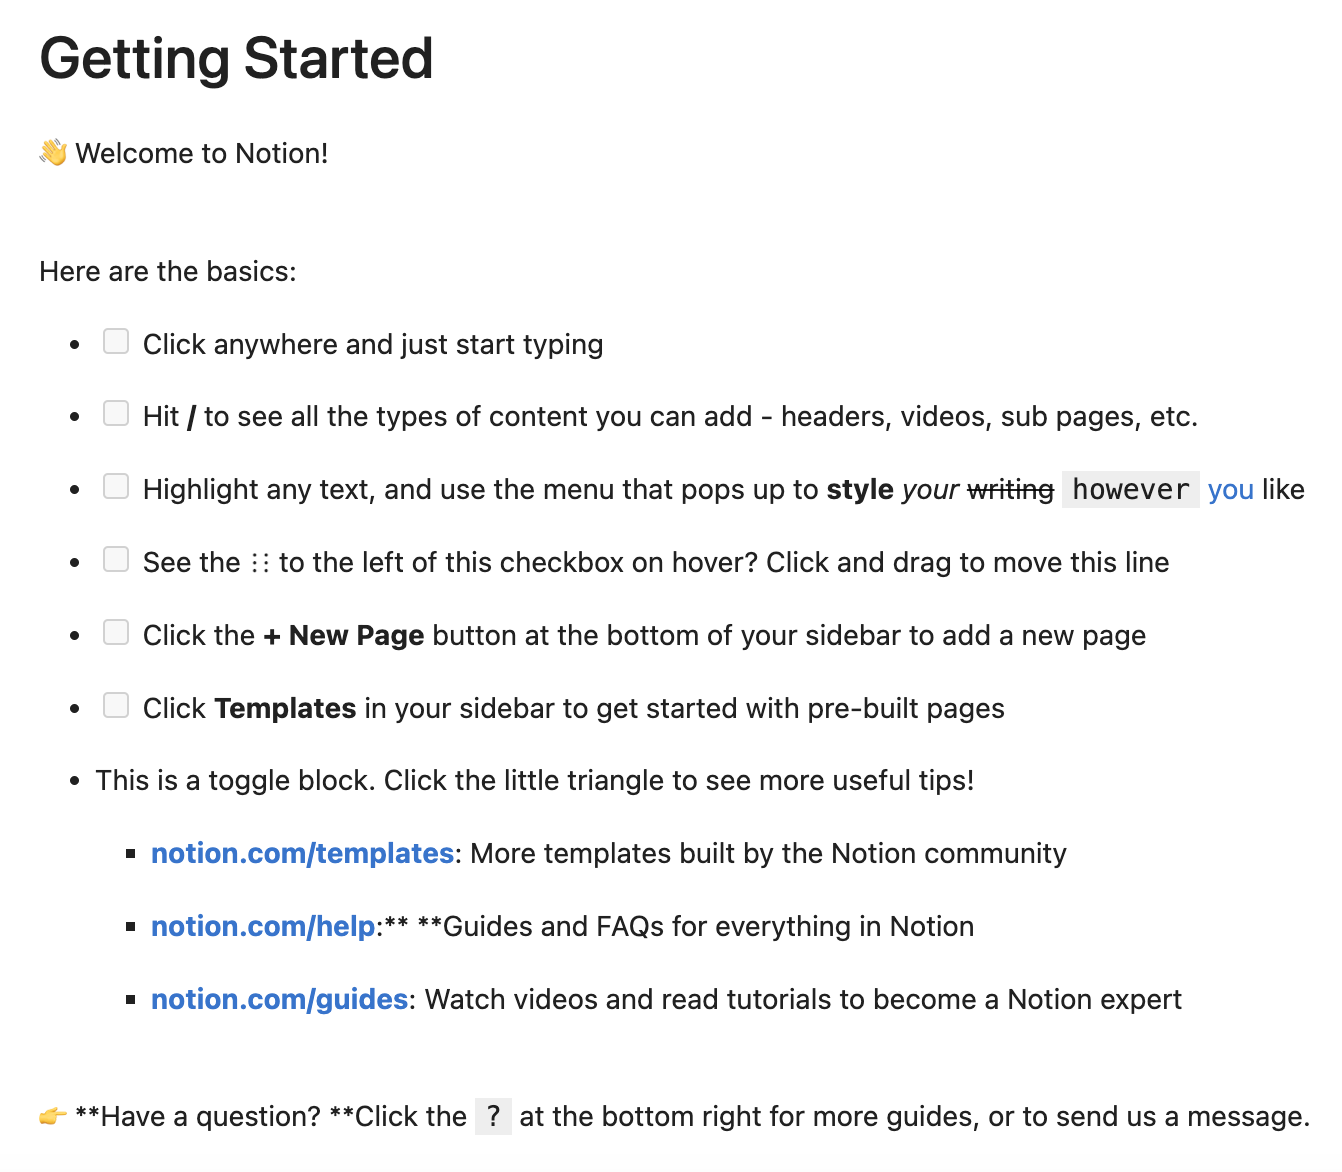 Getting Started
👋 Welcome to Notion!
Here are the basics:
Click anywhere and just start typing
Hit / to see all the types of content you can add - headers, videos, sub pages, etc.
Highlight any text, and use the menu that pops up to style your writing however you like
See the ⋮⋮ to the left of this checkbox on hover? Click and drag to move this line
Click the + New Page button at the bottom of your sidebar to add a new page
Click Templates in your sidebar to get started with pre-built pages
This is a toggle block. Click the little triangle to see more useful tips!
notion.com/templates: More templates built by the Notion community
notion.com/help:** **Guides and FAQs for everything in Notion
notion.com/guides: Watch videos and read tutorials to become a Notion expert
👉 **Have a question? **Click the ? at the bottom right for more guides, or to send us a message.